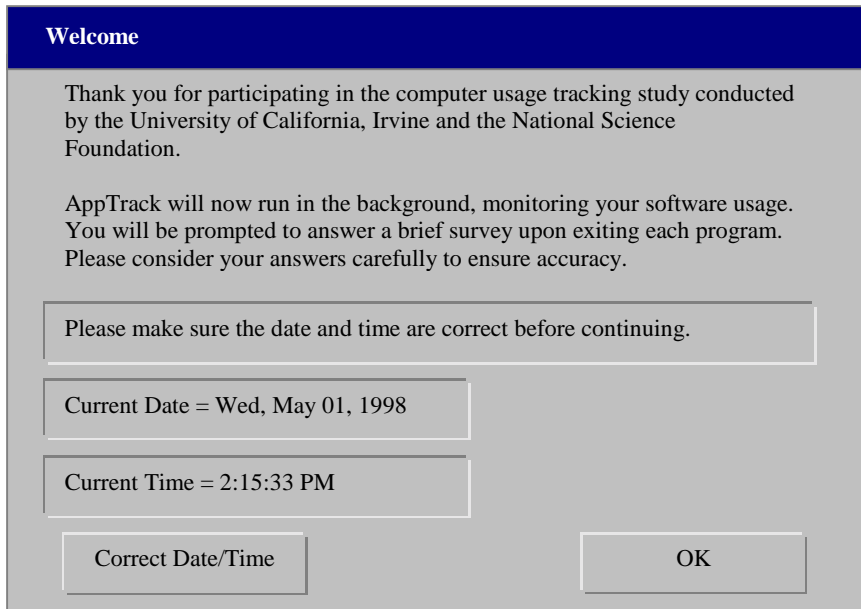 Welcome
Thank you for participating in the computer usage tracking study conducted
by the University of California, Irvine and the National Science
Foundation.
AppTrack will now run in the background, monitoring your software usage.
You will be prompted to answer a brief survey upon exiting each program.
Please consider your answers carefully to ensure accuracy.
Please make sure the date and time are correct before continuing.
Current Date = Wed, May 01, 1998
Current Time = 2:15:33 PM
Correct Date/Time
OK